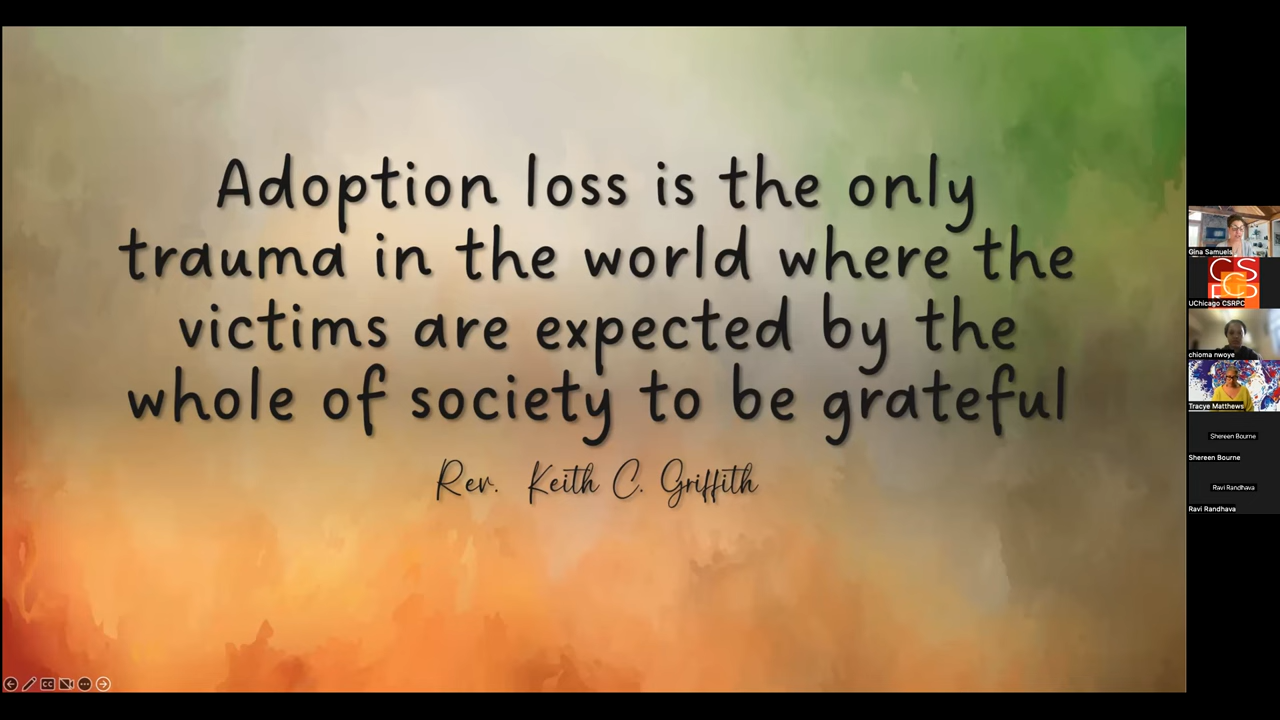 Adoption loss is the only
trauma in the world where the
victims are expected by the
whole of society to be grateful
Rev. Keith C. Griffith
Gina Samuels
CS
UChicago CSRPC
chioma nwoye
Tracye Matthews
Shereen Bourne
Shereen Bourne
Ravi Randhava
Ravi Randhava
CC